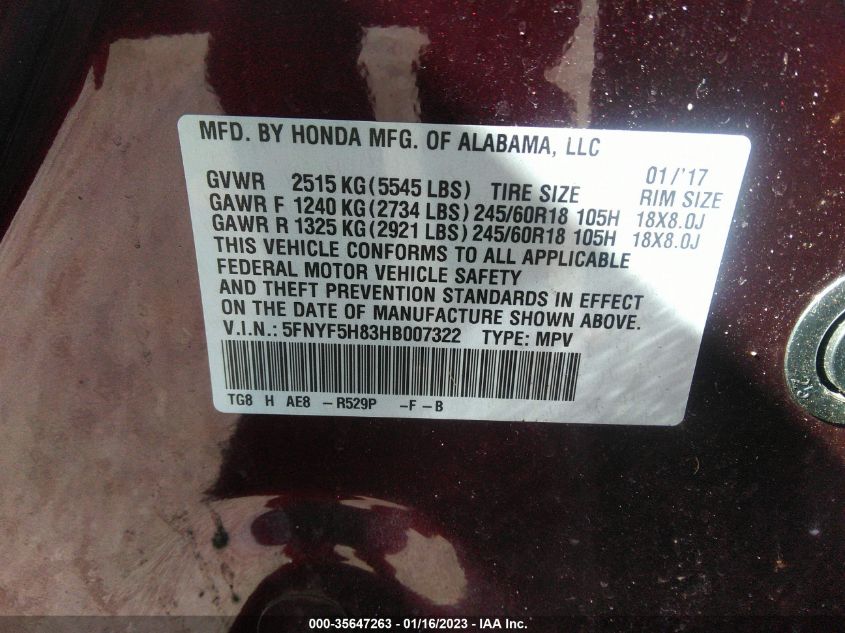 MFD. BY HONDA MFG. OF ALABAMA, LLC
01/'17
GVWR 2515 KG (5545 LBS) TIRE SIZE RIM SIZE
GAWR F 1240 KG (2734 LBS) 245/60R18 105H 18X8.0J
GAWR R 1325 KG (2921 LBS) 245/60R18 105H 18X8.0J
THIS VEHICLE CONFORMS TO ALL APPLICABLE
FEDERAL MOTOR VEHICLE SAFETY
AND THEFT PREVENTION STANDARDS IN EFFECT
ON THE DATE OF MANUFACTURE SHOWN ABOVE.
V.I.N.: 5FNYF5H83HB007322 TYPE: MPV
TG8 H AE8 - R529P - F - B
000-35647263 - 01/16/2023 - IAA Inc.